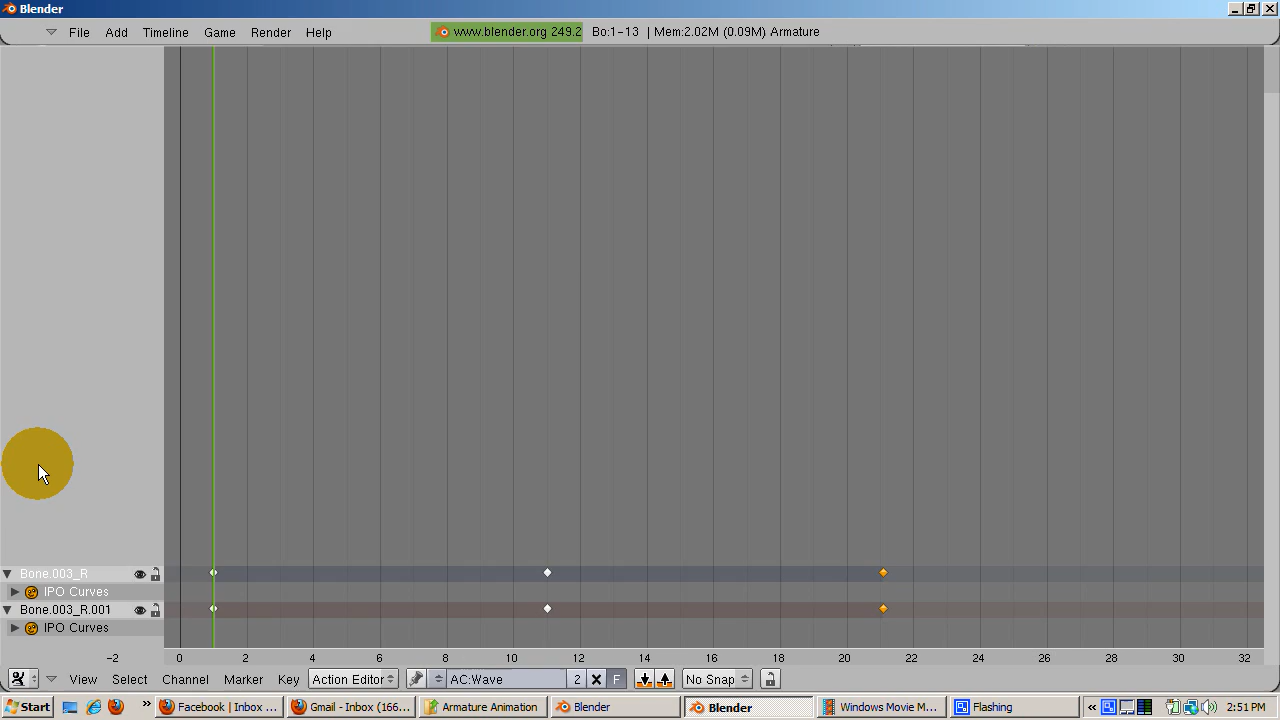 Blender
File Add Timeline Game Render Help www.blender.org 249.2 Bo:1-13 | Mem:2.02M (0.09M) Armature
Bone.003_R
IPO Curves
Bone.003_R.001
IPO Curves
-2 0 2 4 6 8 10 12 14 16 18 20 22 24 26 28 30 32
View Select Channel Marker Key Action Editor AC:Wave 2 F No Snap
Start » Facebook | Inbox ... Gmail - Inbox (166... Armature Animation Blender Blender Windows Movie M... Flashing « 2:51 PM